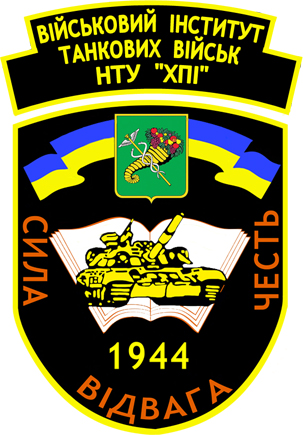 ВІЙСЬКОВИЙ ІНСТИТУТ
ТАНКОВИХ ВІЙСЬК
НТУ "ХПІ"
СИЛА
ЧЕСТЬ
1944
ВІДВАГА